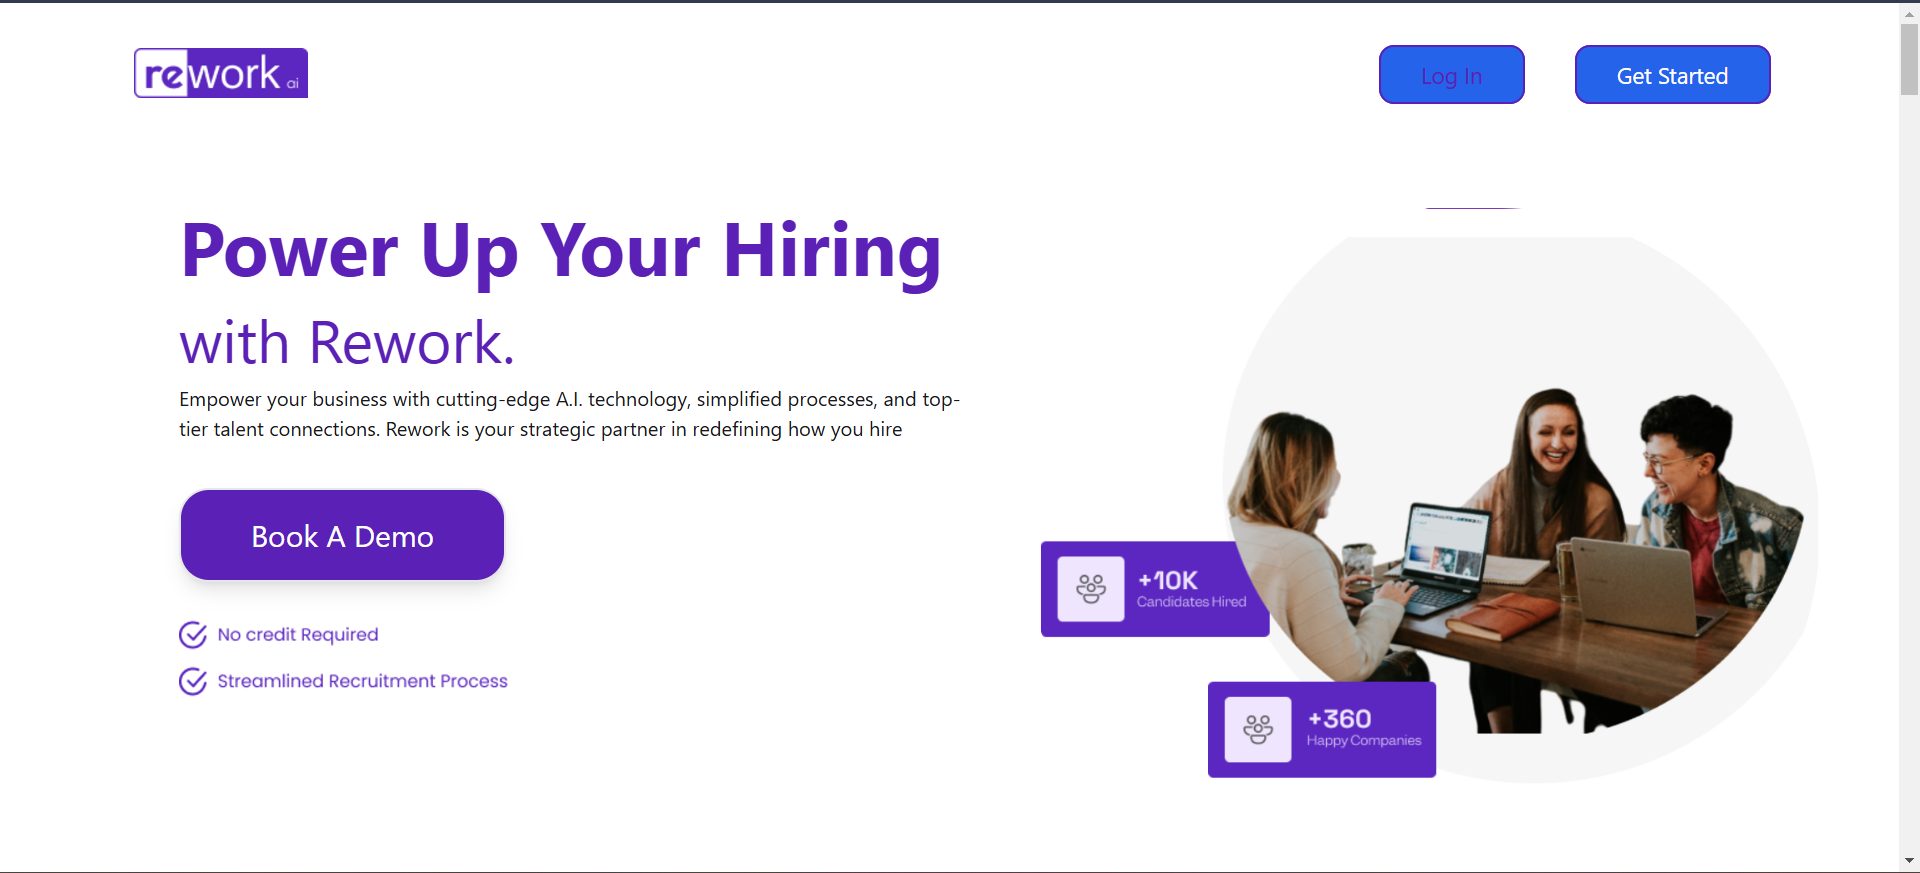 rework ai
Log In
Get Started
Power Up Your Hiring
with Rework.
Empower your business with cutting-edge A.I. technology, simplified processes, and top-
tier talent connections. Rework is your strategic partner in redefining how you hire
Book A Demo
No credit Required
Streamlined Recruitment Process
+10K
Candidates Hired
+360
Happy Companies